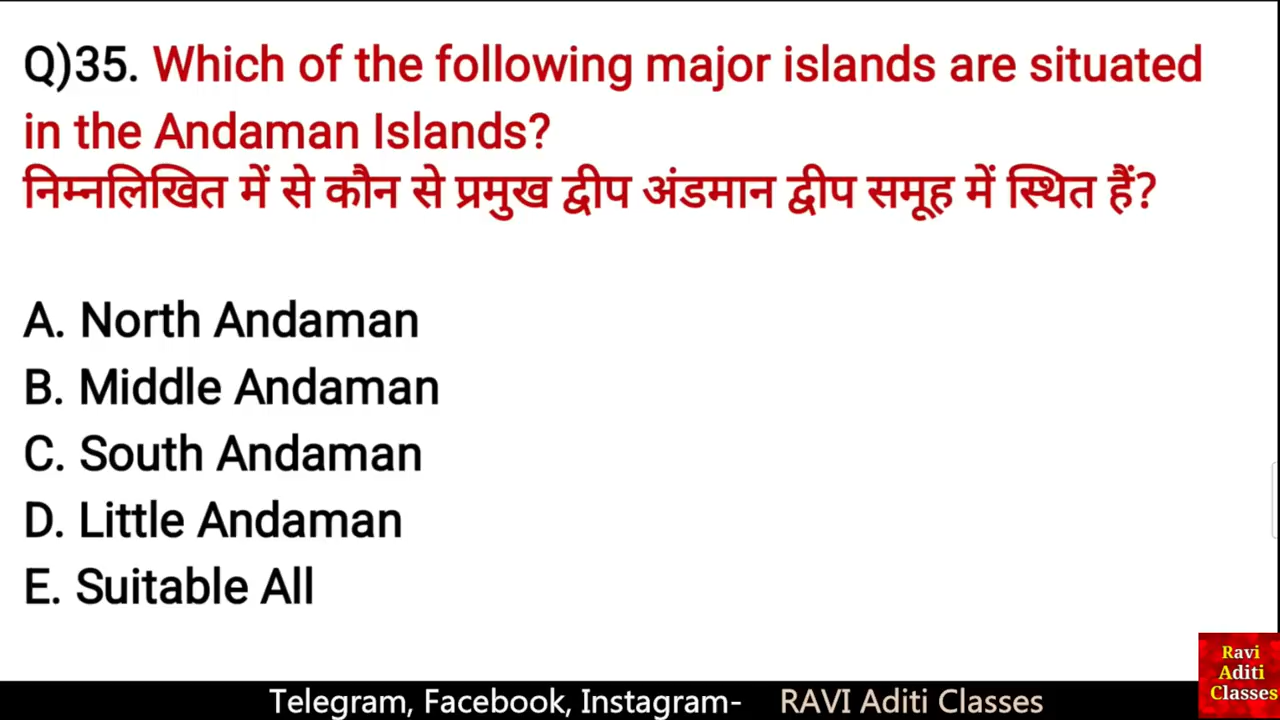 Q)35. Which of the following major islands are situated
in the Andaman Islands?
निम्नलिखित में से कौन से प्रमुख द्वीप अंडमान द्वीप समूह में स्थित हैं?
A. North Andaman
B. Middle Andaman
C. South Andaman
D. Little Andaman
E. Suitable All
Ravi
Aditi
Classes
Telegram, Facebook, Instagram- RAVI Aditi Classes